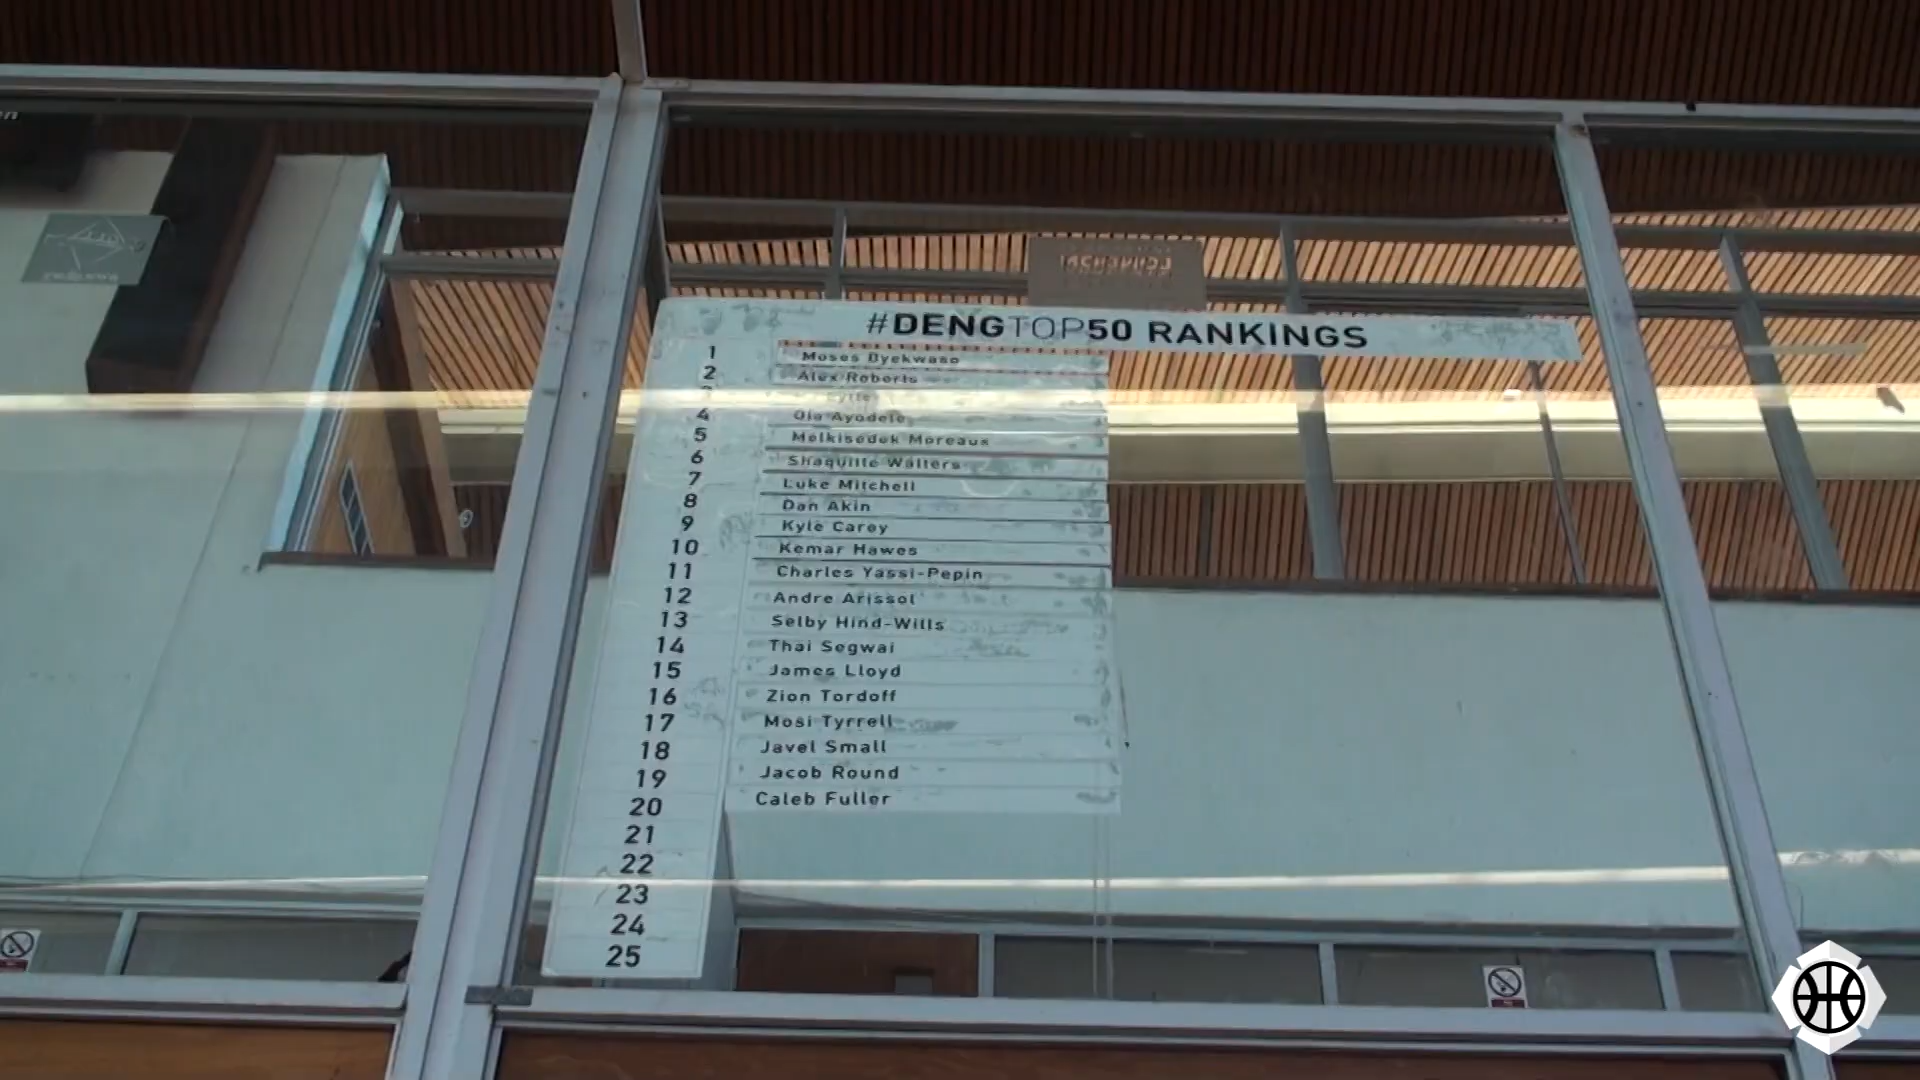 #DENGTOP50 RANKINGS
1 Moses Byekwaso
2 Alex Roberts
4 Ola Ayodele
5 Melkisedek Moreaux
6 Shaquille Walters
7 Luke Mitchell
8 Dan Akin
9 Kyle Carey
10 Kemar Hawes
11 Charles Yassi-Pepin
12 Andre Arissol
13 Selby Hind-Wills
14 Thai Segwai
15 James Lloyd
16 Zion Tordoff
17 Mosi Tyrrell
18 Javel Small
19 Jacob Round
20 Caleb Fuller
21
22
23
24
25